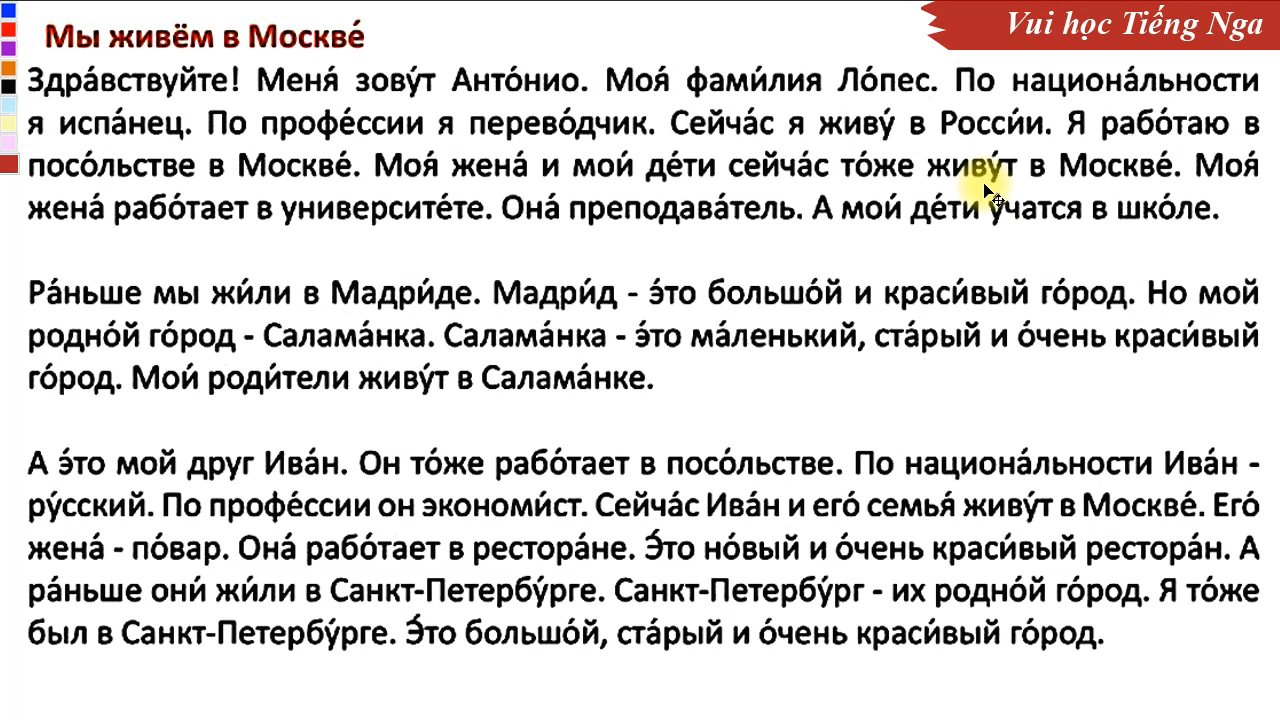 Vui học Tiếng Nga
Мы живём в Москве́
Здра́вствуйте! Меня́ зову́т Анто́нио. Моя́ фами́лия Ло́пес. По национа́льности
я испа́нец. По профе́ссии я перево́дчик. Сейча́с я живу́ в Росси́и. Я рабо́таю в
посо́льстве в Москве́. Моя́ жена́ и мои́ де́ти сейча́с то́же живу́т в Москве́. Моя́
жена́ рабо́тает в университе́те. Она́ преподава́тель. А мои́ де́ти у́чатся в шко́ле.
Ра́ньше мы жи́ли в Мадри́де. Мадри́д - э́то большо́й и краси́вый го́род. Но мой
родно́й го́род - Салама́нка. Салама́нка - э́то ма́ленький, ста́рый и о́чень краси́вый
го́род. Мои́ роди́тели живу́т в Салама́нке.
А э́то мой друг Ива́н. Он то́же рабо́тает в посо́льстве. По национа́льности Ива́н -
ру́сский. По профе́ссии он экономи́ст. Сейча́с Ива́н и его́ семья́ живу́т в Москве́. Его́
жена́ - по́вар. Она́ рабо́тает в рестора́не. Э́то но́вый и о́чень краси́вый рестора́н. А
ра́ньше они́ жи́ли в Санкт-Петербу́рге. Санкт-Петербу́рг - их родно́й го́род. Я то́же
был в Санкт-Петербу́рге. Э́то большо́й, ста́рый и о́чень краси́вый го́род.